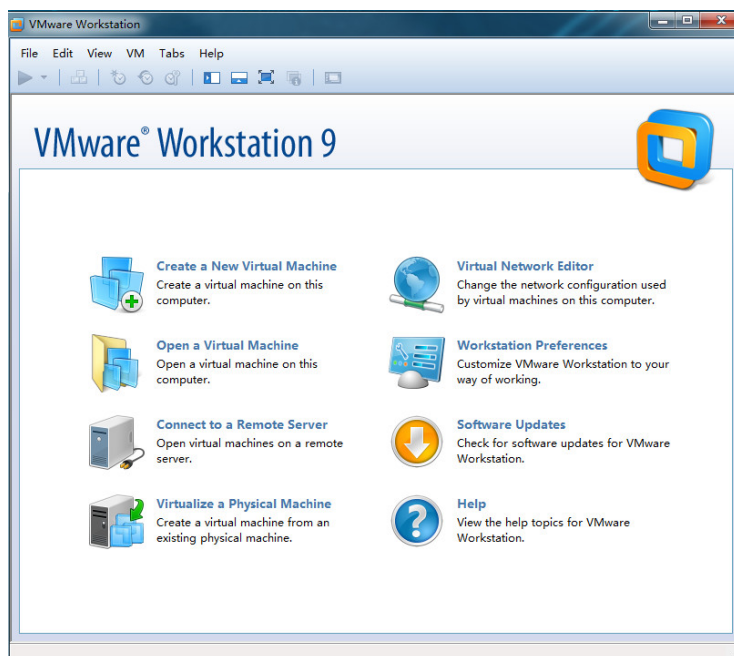 VMware Workstation
File Edit View VM Tabs Help
VMware® Workstation 9
Create a New Virtual Machine
Create a virtual machine on this
computer.
Open a Virtual Machine
Open a virtual machine on this
computer.
Connect to a Remote Server
Open virtual machines on a remote
server.
Virtualize a Physical Machine
Create a virtual machine from an
existing physical machine.
Virtual Network Editor
Change the network configuration used
by virtual machines on this computer.
Workstation Preferences
Customize VMware Workstation to your
way of working.
Software Updates
Check for software updates for VMware
Workstation.
Help
View the help topics for VMware
Workstation.